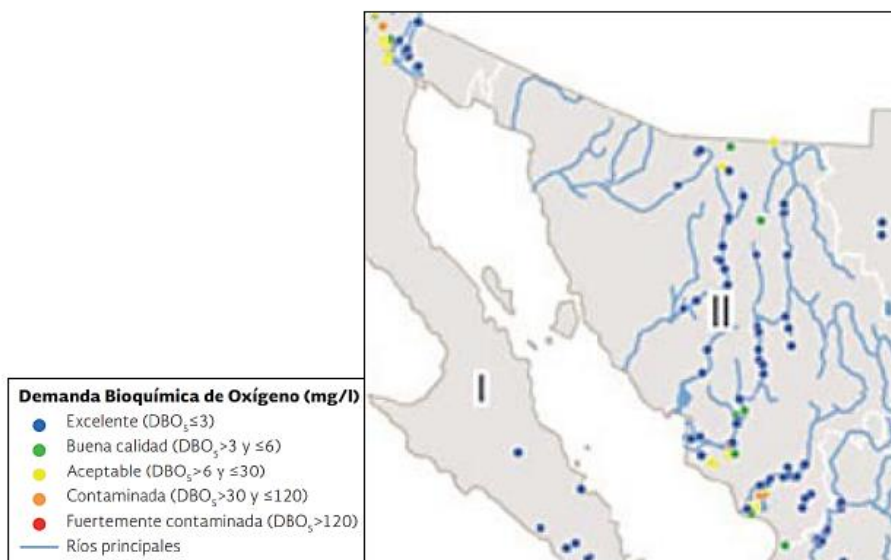 Demanda Bioquímica de Oxígeno (mg/l)
Excelente (DBO₅≤3)
Buena calidad (DBO₅>3 y ≤6)
Aceptable (DBO₅>6 y ≤30)
Contaminada (DBO₅>30 y ≤120)
Fuertemente contaminada (DBO₅>120)
Ríos principales
I
II